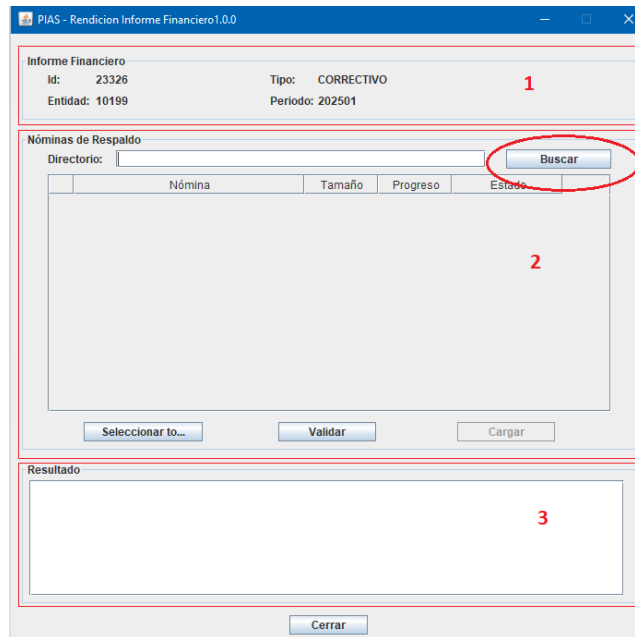 PIAS - Rendicion Informe Financiero1.0.0
Informe Financiero
Id: 23326 Tipo: CORRECTIVO
1
Entidad: 10199 Periodo: 202501
Nóminas de Respaldo
Directorio: Buscar
Nómina Tamaño Progreso Estado
2
Seleccionar to... Validar Cargar
Resultado
3
Cerrar